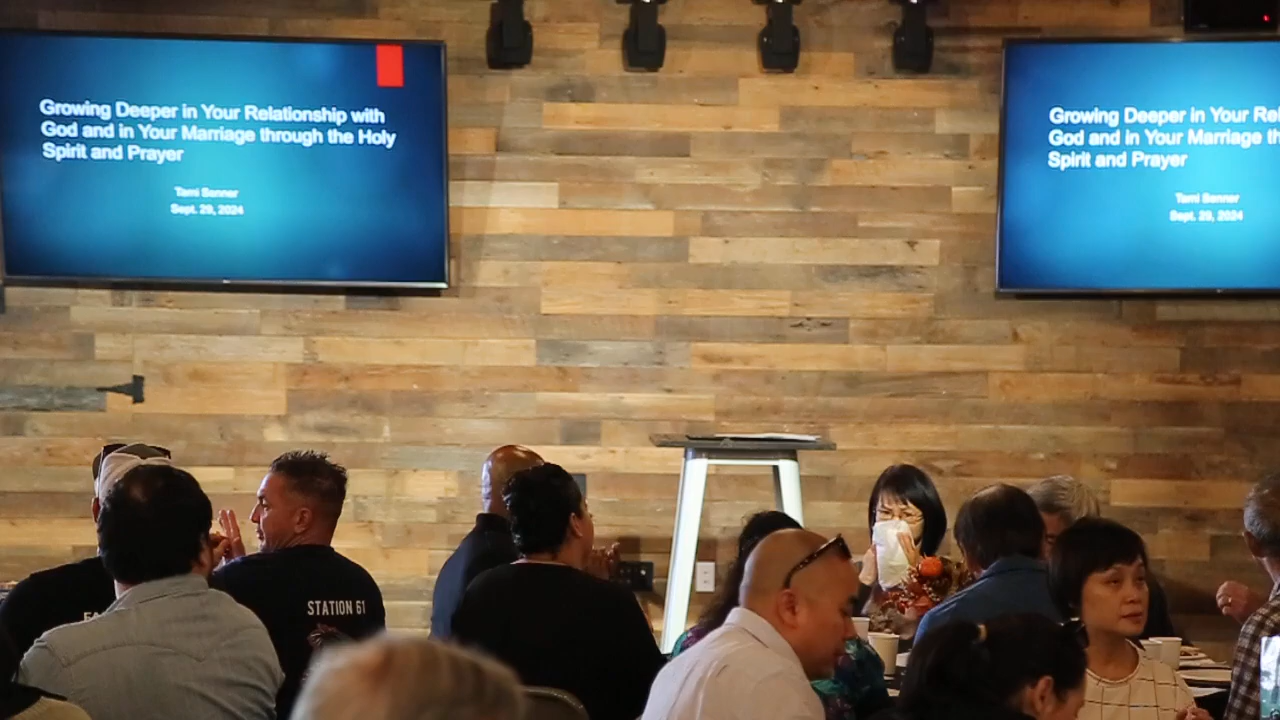 Growing Deeper in Your Relationship with
God and in Your Marriage through the Holy
Spirit and Prayer
Tami Senner
Sept. 29, 2024
Growing Deeper in Your Rel
God and in Your Marriage th
Spirit and Prayer
Tami Senner
Sept. 29, 2024
STATION 61